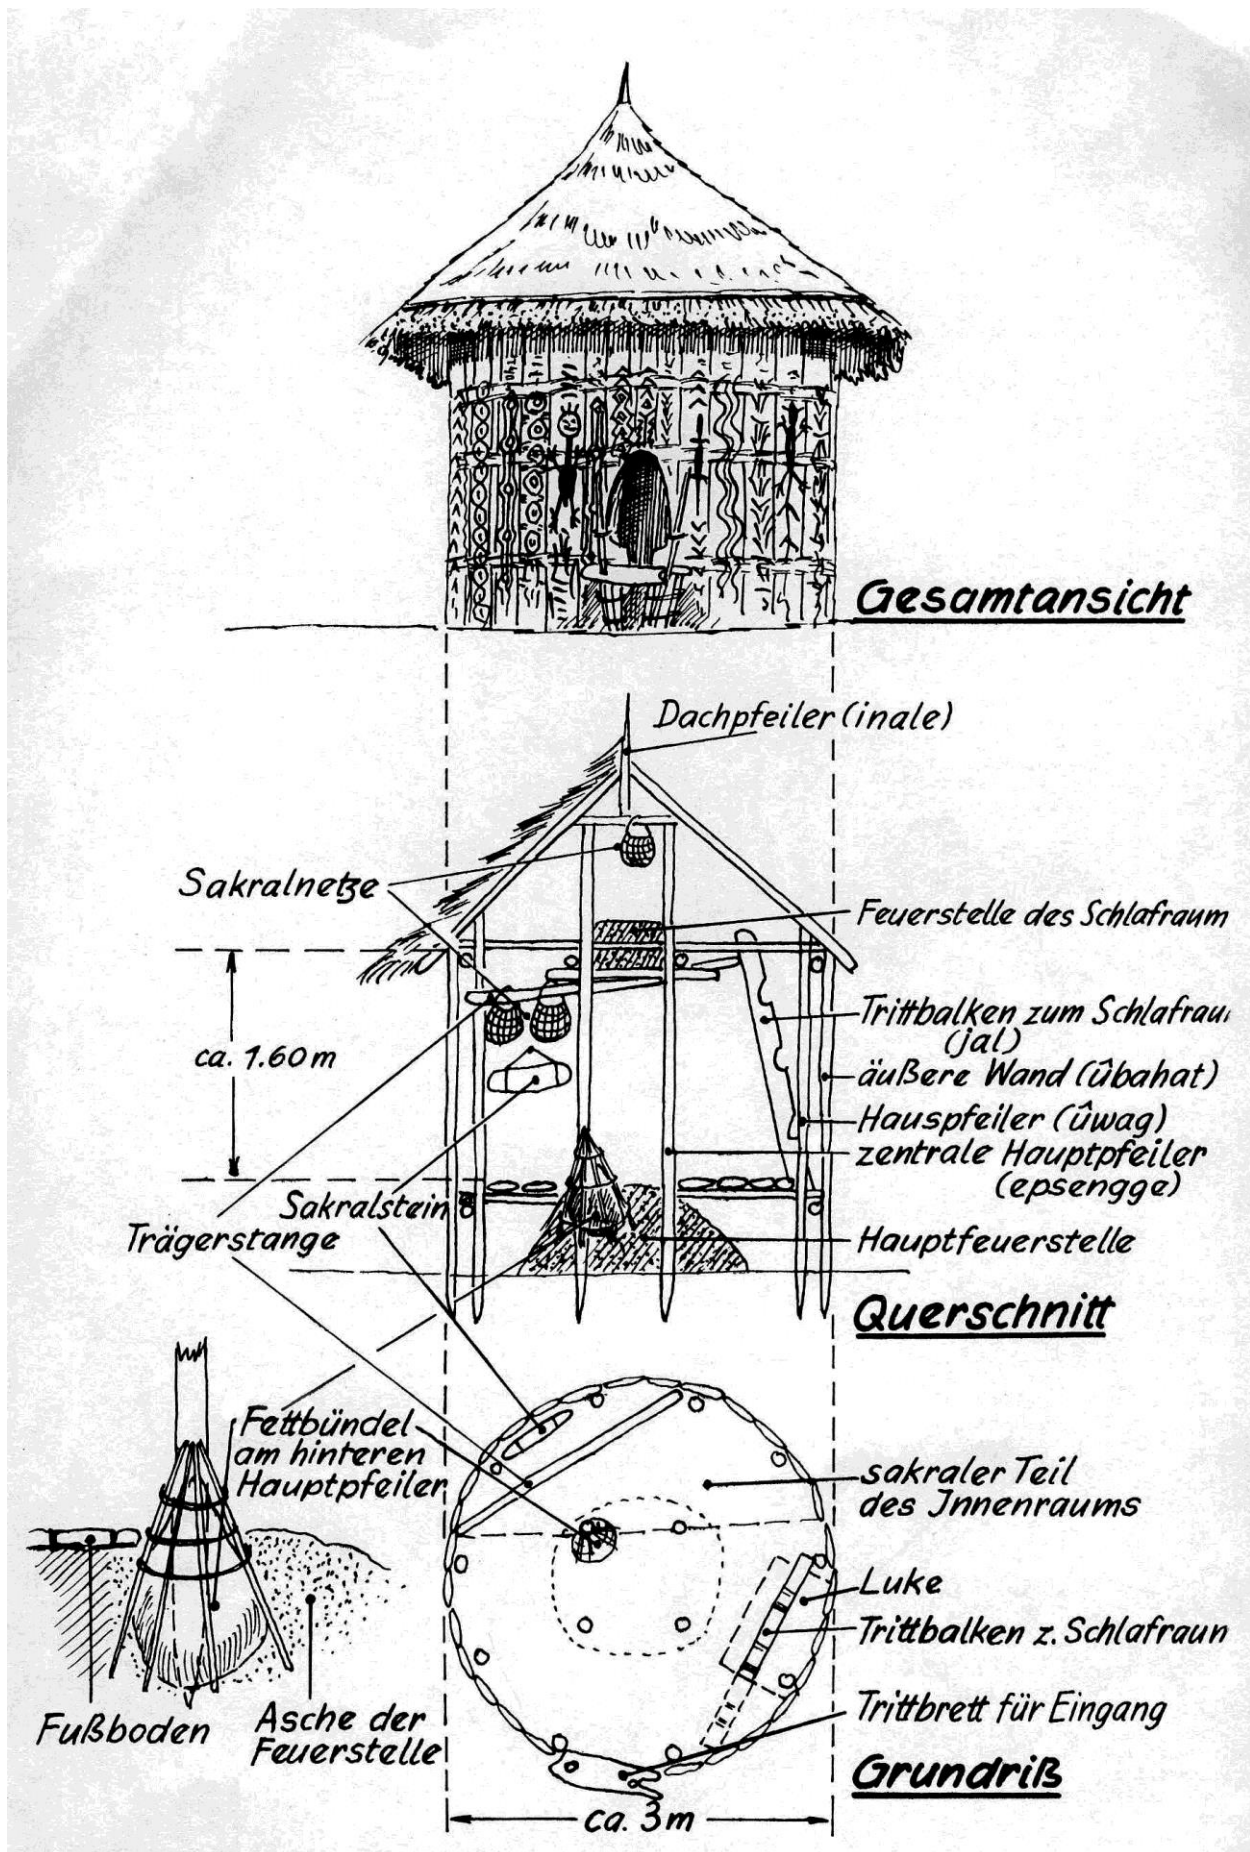 Gesamtansicht
Dachpfeiler (inale)
Sakralnetze
Feuerstelle des Schlafraum
Trittbalken zum Schlafrau
(jal)
ca. 1.60 m
äußere Wand (ûbahat)
Hauspfeiler (ûwag)
zentrale Hauptpfeiler
(epsengge)
Sakralstein
Trägerstange
Hauptfeuerstelle
Querschnitt
Fettbündel
am hinteren
Hauptpfeiler
sakraler Teil
des Jnnenraums
Luke
Trittbalken z. Schlafraun
Trittbrett für Eingang
Fußboden
Asche der
Feuerstelle
Grundriß
ca. 3 m